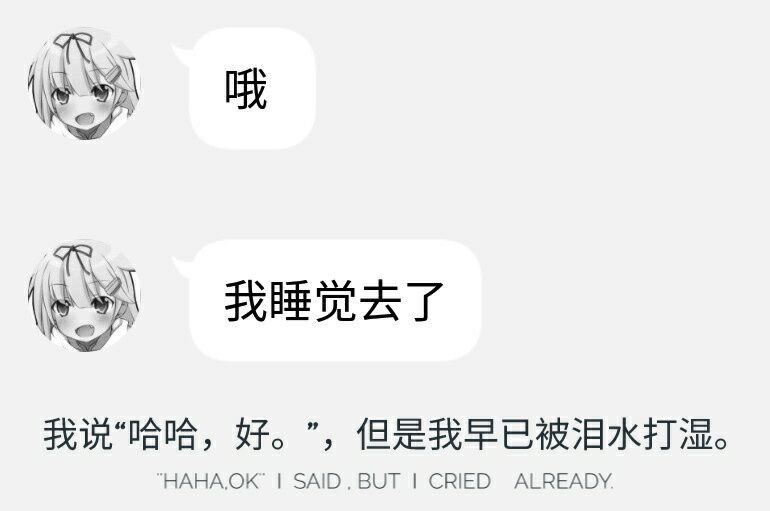 哦
我睡觉去了
我说“哈哈，好。”，但是我早已被泪水打湿。
"HAHA,OK" I SAID , BUT I CRIED ALREADY.